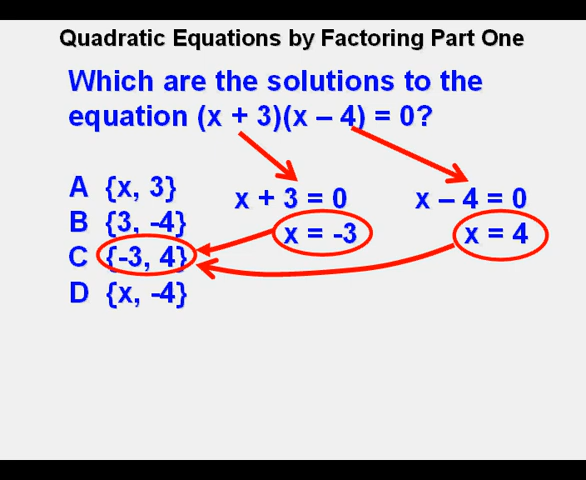 Quadratic Equations by Factoring Part One
Which are the solutions to the
equation (x + 3)(x – 4) = 0?
A {x, 3}
B {3, -4}
C {-3, 4}
D {x, -4}
x + 3 = 0
x = -3
x – 4 = 0
x = 4